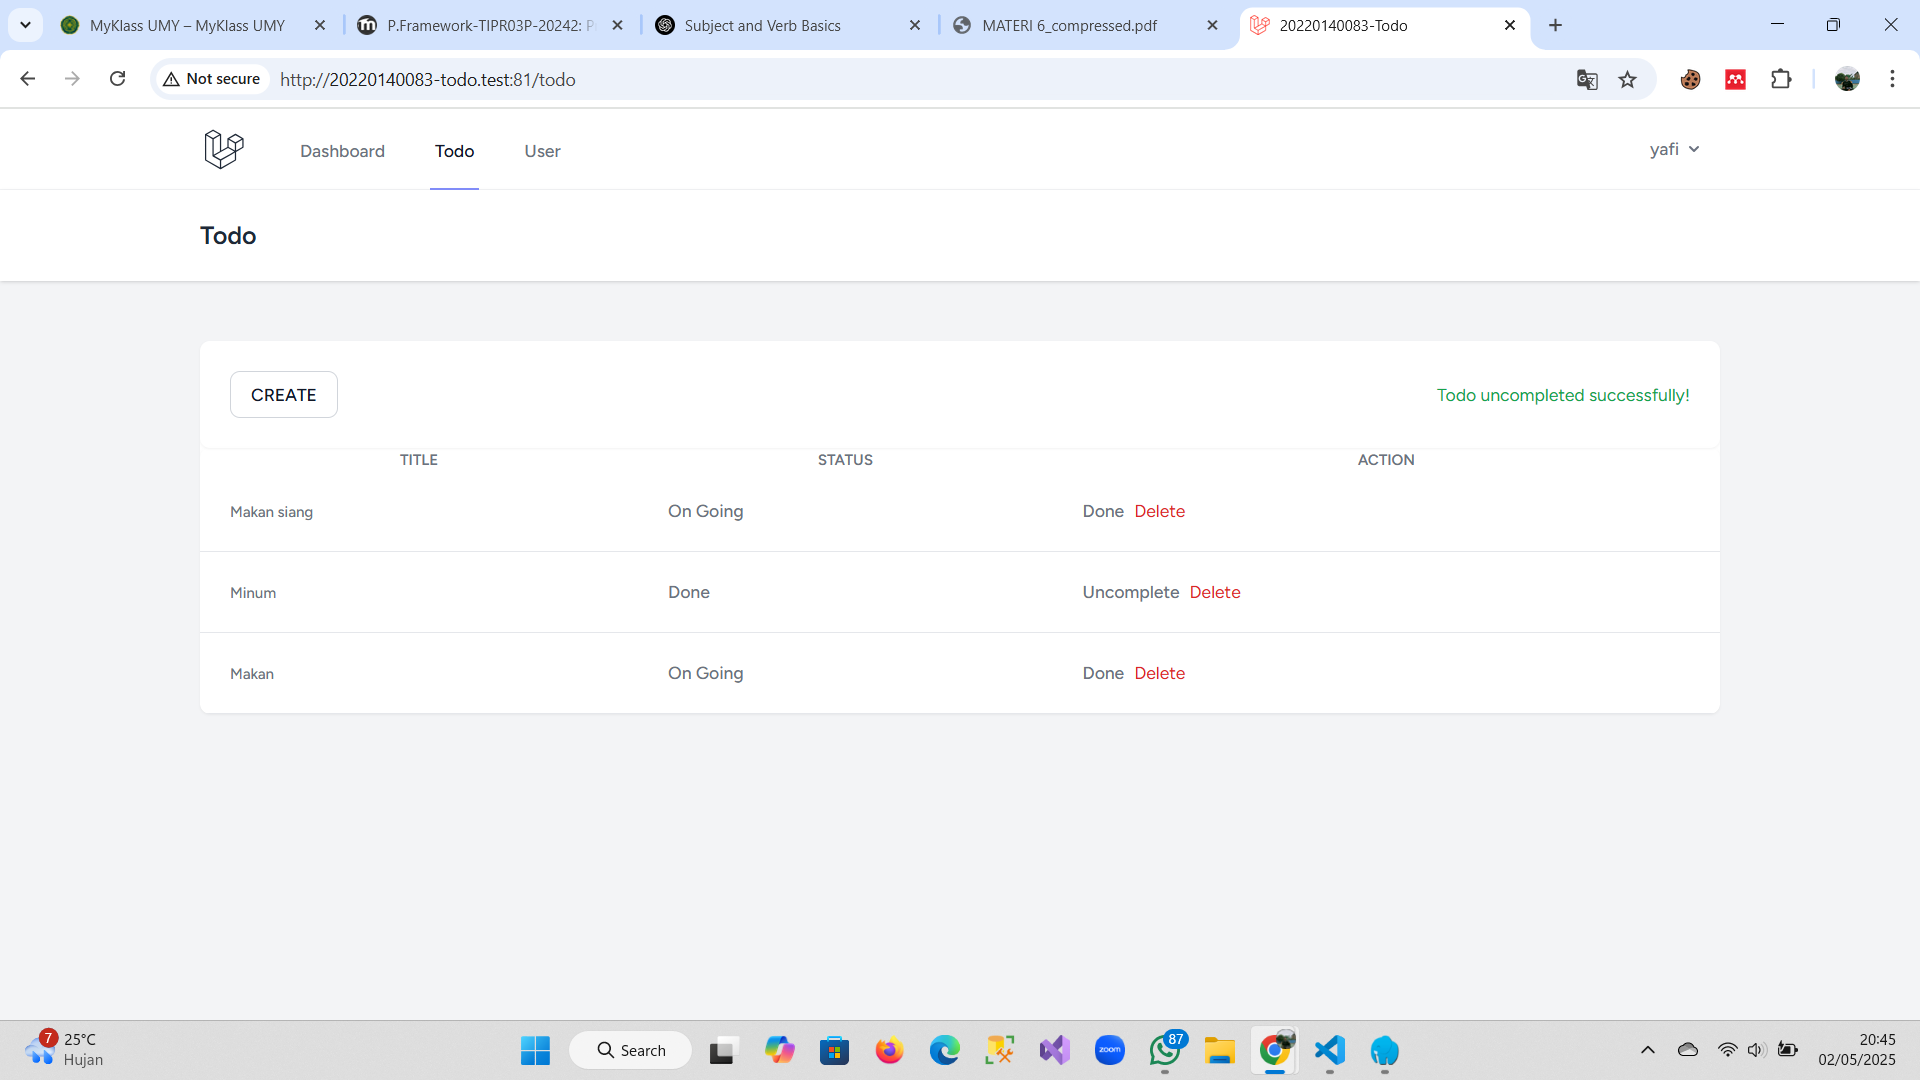 MyKlass UMY – MyKlass UMY
P.Framework-TIPR03P-20242: P
Subject and Verb Basics
MATERI 6_compressed.pdf
20220140083-Todo
Not secure
http://20220140083-todo.test:81/todo
Dashboard
Todo
User
yafi
Todo
CREATE
Todo uncompleted successfully!
TITLE STATUS ACTION
Makan siang On Going Done Delete
Minum Done Uncomplete Delete
Makan On Going Done Delete
7
25°C
Hujan
Search
zoom
87
20:45
02/05/2025